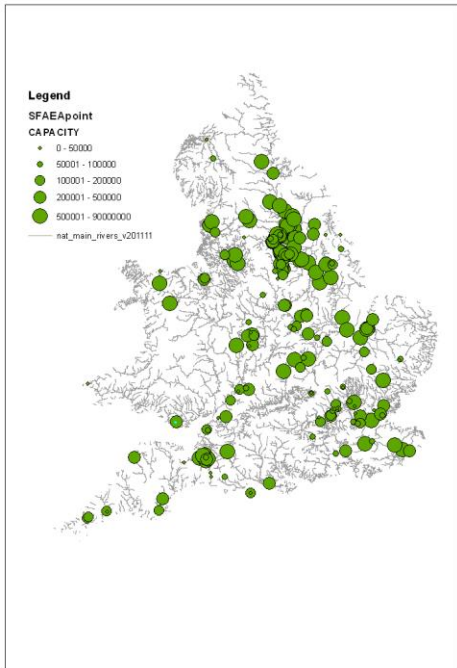 Legend
SFAEApoint
CAPACITY
0 - 50000
50001 - 100000
100001 - 200000
200001 - 500000
500001 - 90000000
nat_main_rivers_v201111